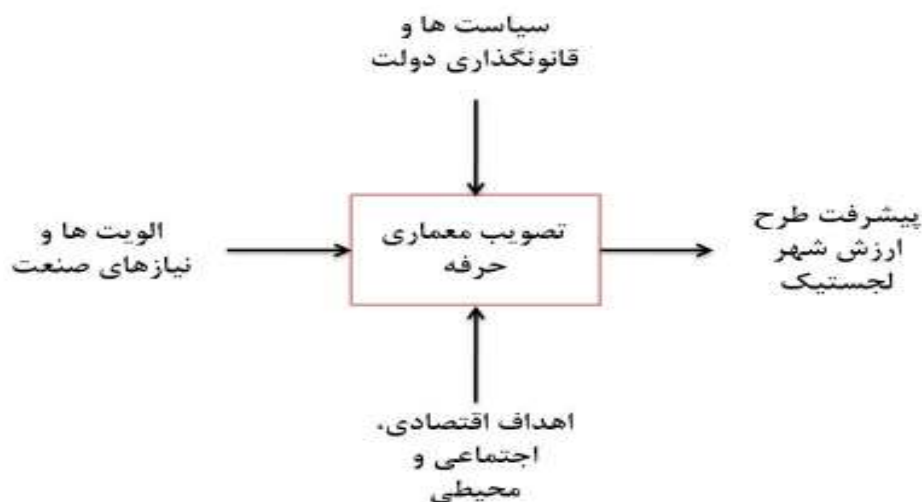 سیاست ها و
قانونگذاری دولت
الویت ها و
نیازهای صنعت
تصویب معماری
حرفه
پیشرفت طرح
ارزش شهر
لجستیک
اهداف اقتصادی،
اجتماعی و
محیطی